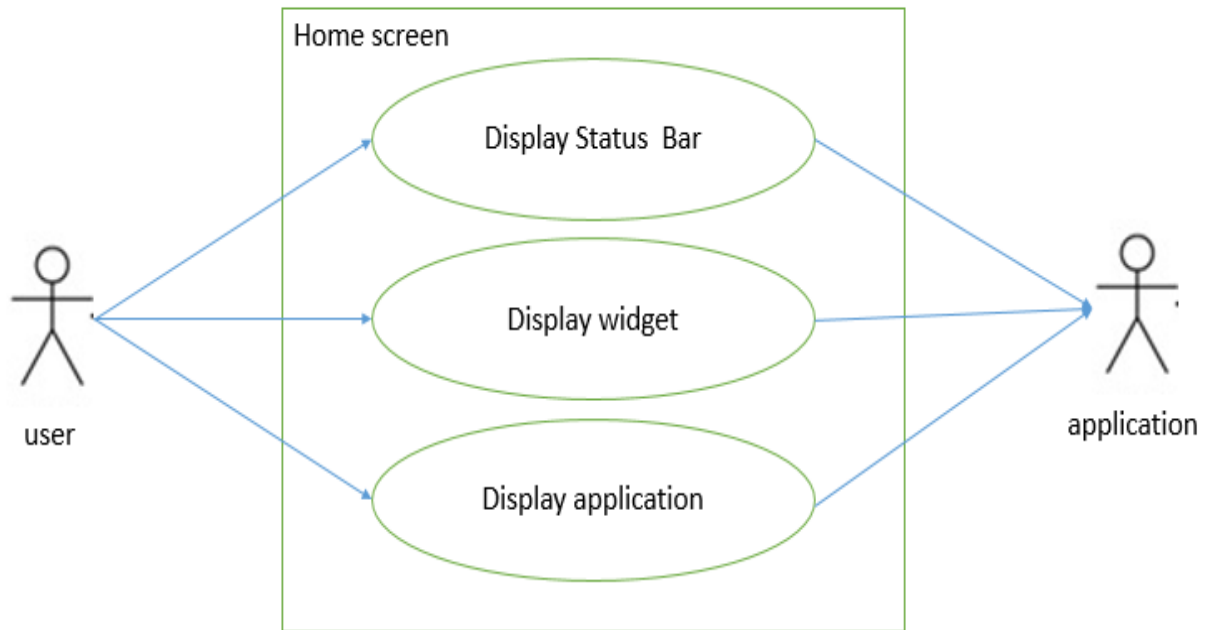 Home screen
Display Status Bar
Display widget
Display application
user
application